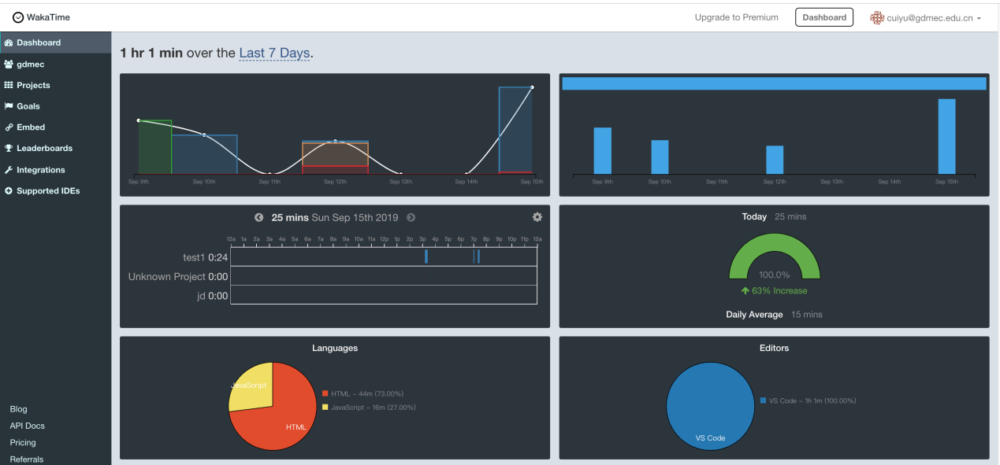 WakaTime
Upgrade to Premium
Dashboard
cuiyu@gdmec.edu.cn
Dashboard
gdmec
Projects
Goals
Embed
Leaderboards
Integrations
Supported IDEs
Blog
API Docs
Pricing
Referrals
1 hr 1 min over the Last 7 Days.
Sep 9th Sep 10th Sep 11th Sep 12th Sep 13th Sep 14th Sep 15th
Sep 9th Sep 10th Sep 11th Sep 12th Sep 13th Sep 14th Sep 15th
25 mins Sun Sep 15th 2019
12a 1a 2a 3a 4a 5a 6a 7a 8a 9a 10a 11a 12p 1p 2p 3p 4p 5p 6p 7p 8p 9p 10p 11p 12a
test1 0:24
Unknown Project 0:00
jd 0:00
Today 25 mins
100.0%
63% Increase
Daily Average 15 mins
Languages
JavaScript
HTML
HTML – 44m (73.00%)
JavaScript – 16m (27.00%)
Editors
VS Code
VS Code – 1h 1m (100.00%)